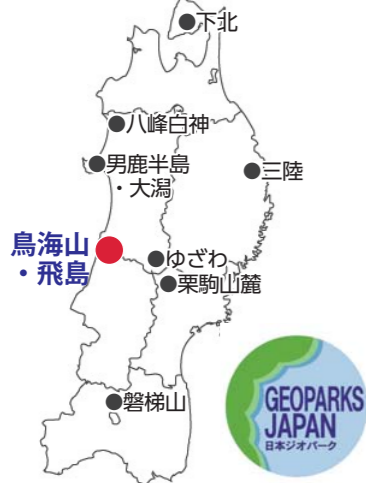 下北
八峰白神
男鹿半島
・大潟
三陸
鳥海山
・飛島
ゆざわ
栗駒山麓
磐梯山
GEOPARKS
JAPAN
日本ジオパーク